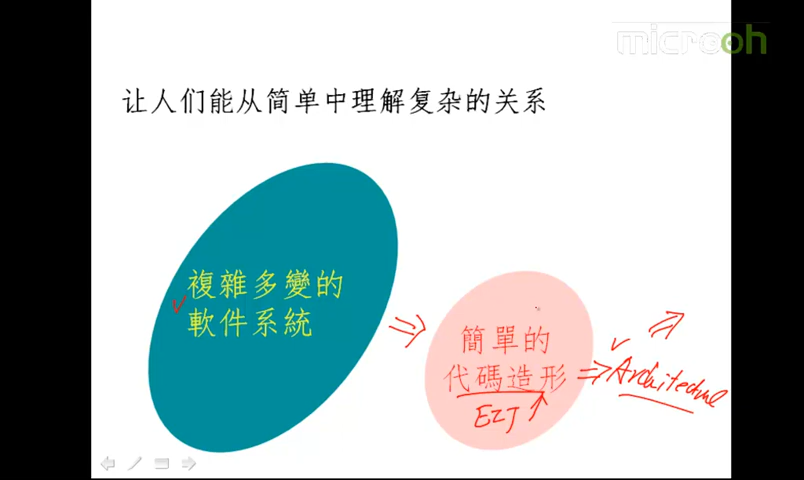 microoh
让人们能从简单中理解复杂的关系
複雜多變的
軟件系統
簡單的
代碼造形
Architecture
EIJ